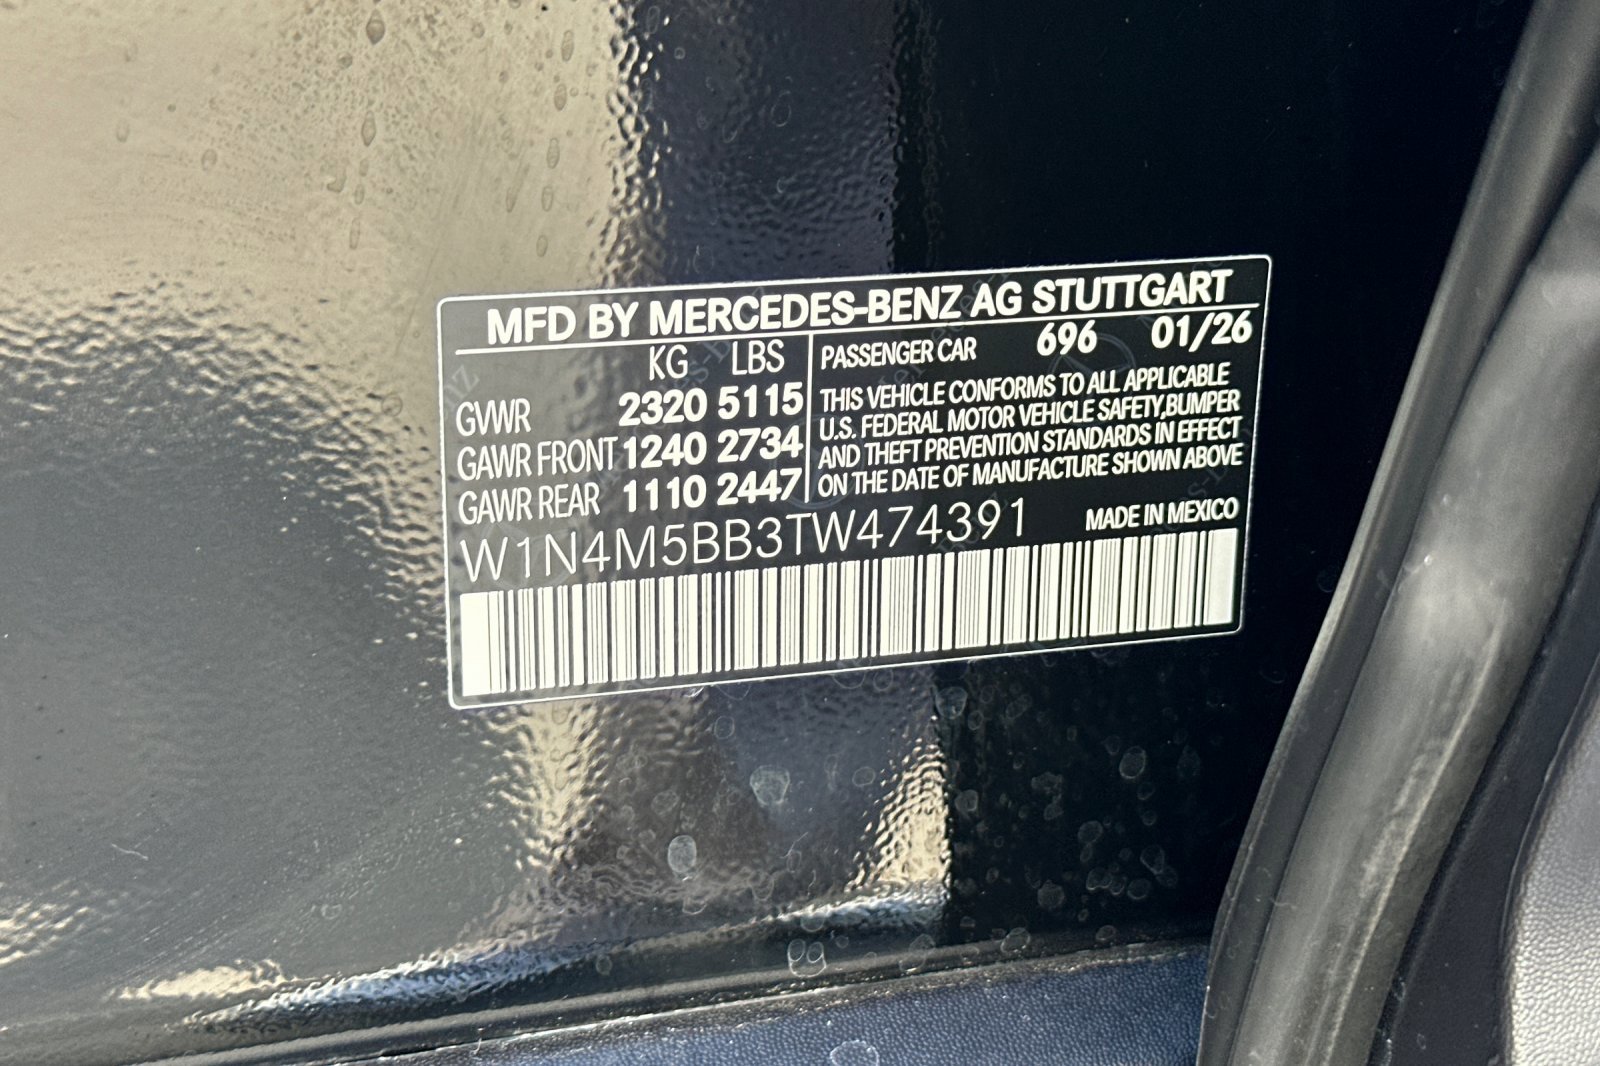 MFD BY MERCEDES-BENZ AG STUTTGART
KG LBS
GVWR 2320 5115
GAWR FRONT 1240 2734
GAWR REAR 1110 2447
PASSENGER CAR 696 01/26
THIS VEHICLE CONFORMS TO ALL APPLICABLE
U.S. FEDERAL MOTOR VEHICLE SAFETY,BUMPER
AND THEFT PREVENTION STANDARDS IN EFFECT
ON THE DATE OF MANUFACTURE SHOWN ABOVE
W1N4M5BB3TW474391
MADE IN MEXICO